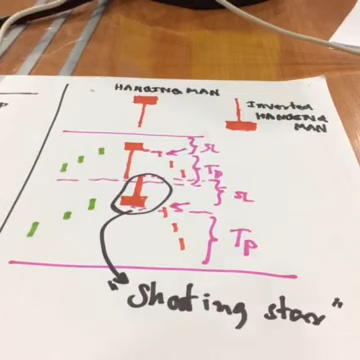 HANGING MAN
Inverted
HANGING
MAN
SL
TP
SL
TP
"Shooting star"